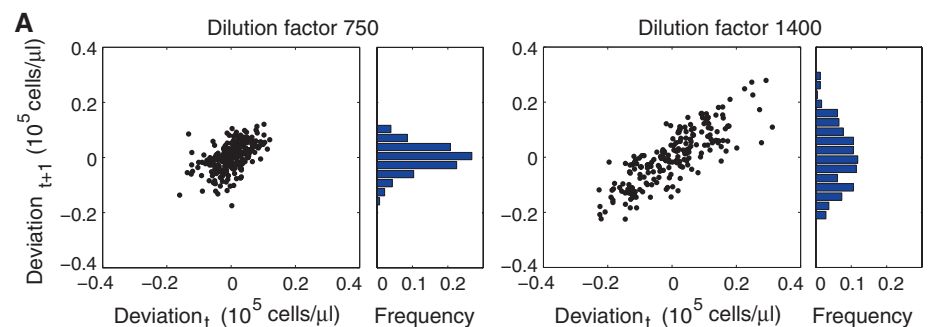 A
Dilution factor 750
Dilution factor 1400
Deviation t+1 (10^5 cells/µl)
0.4
0.2
0
−0.2
−0.4
−0.4 −0.2 0 0.2 0.4
0 0.1 0.2
Deviation_t (10^5 cells/µl)
Frequency
0.4
0.2
0
−0.2
−0.4
−0.4 −0.2 0 0.2 0.4
0 0.1 0.2
Deviation_t (10^5 cells/µl)
Frequency